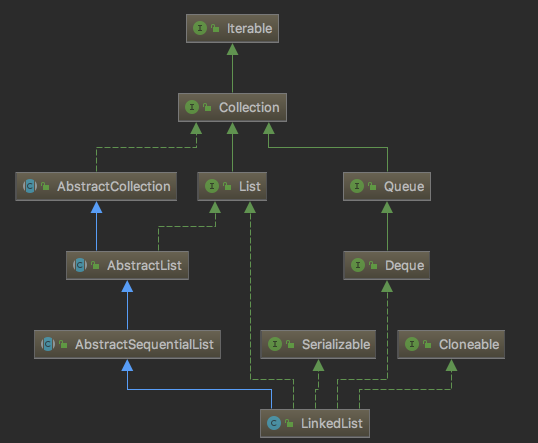 I Iterable
I Collection
C AbstractCollection
I List
I Queue
C AbstractList
I Deque
C AbstractSequentialList
I Serializable
I Cloneable
C LinkedList